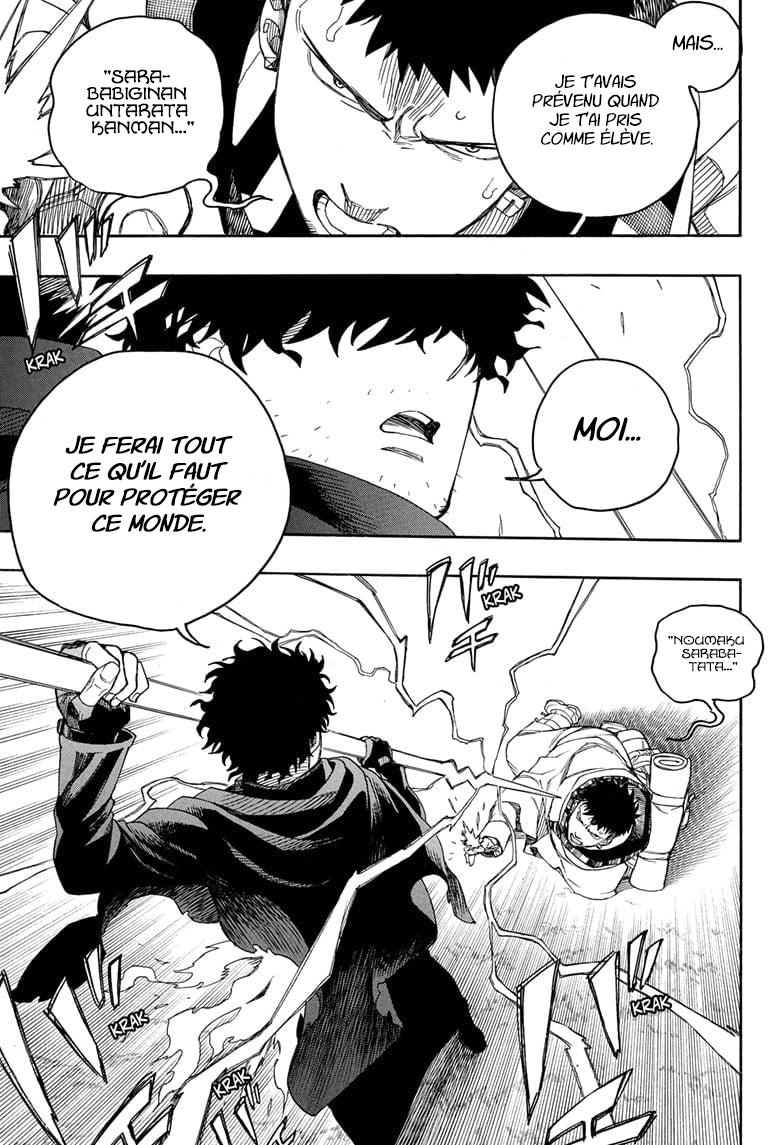 MAIS...
JE T'AVAIS
PRÉVENU QUAND
JE T'AI PRIS
COMME ÉLÈVE.
"SARA-
BABIGINAN
UNTARATA
KANMAN..."
KRAK
MOI...
JE FERAI TOUT
CE QU'IL FAUT
POUR PROTÉGER
CE MONDE.
KRAK
"NOUMAKU
SARABA-
TATA..."
KRAK
KRAK
KRAK
KRAK